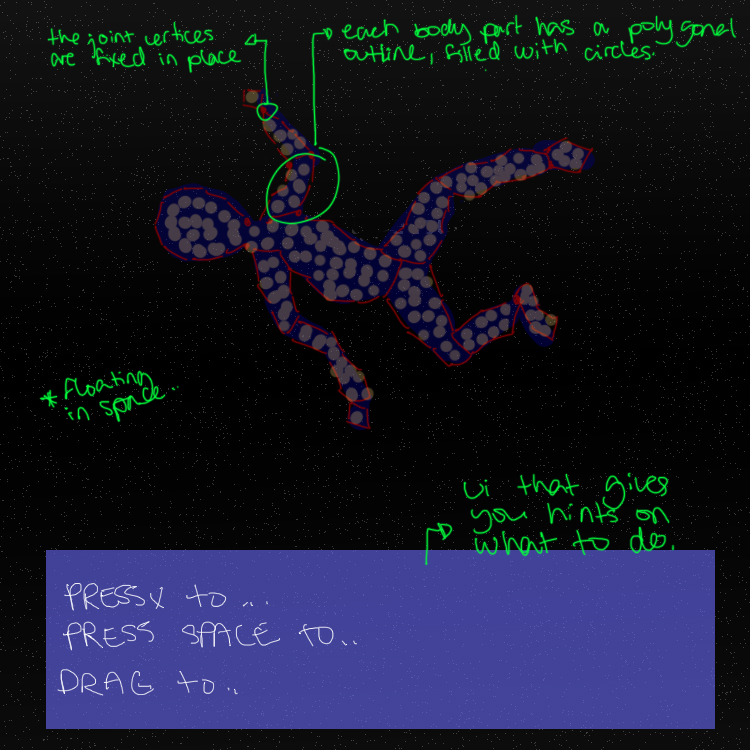 the joint vertices
are fixed in place
each body part has a polygonal
outline, filled with circles.
* floating
in space..
ui that gives
you hints on
what to do.
PRESS X to...
PRESS SPACE TO..
DRAG to..